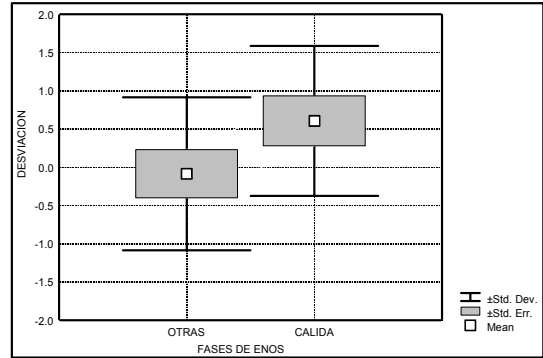 2.0
1.5
1.0
0.5
0.0
-0.5
-1.0
-1.5
-2.0
DESVIACION
OTRAS
CALIDA
FASES DE ENOS
±Std. Dev.
±Std. Err.
Mean